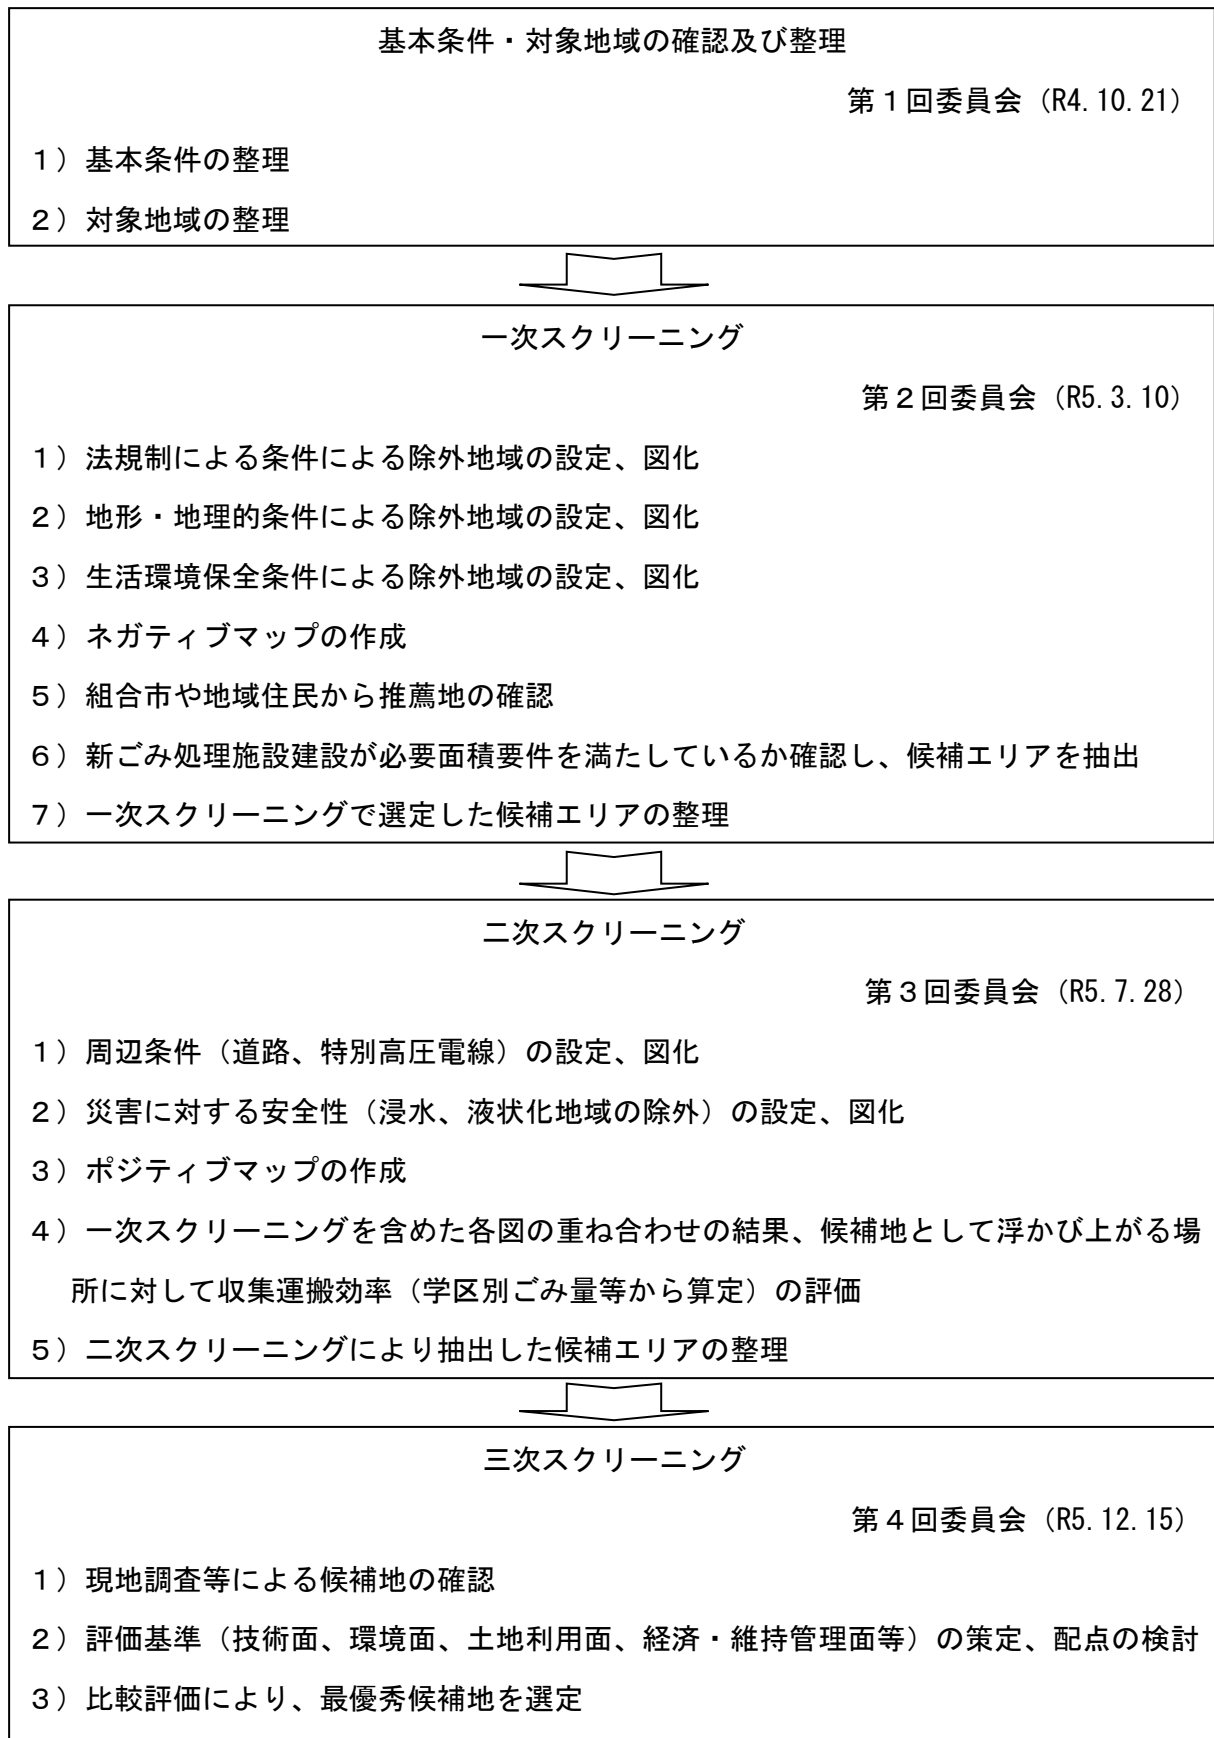 基本条件・対象地域の確認及び整理
第１回委員会（R4.10.21）
１）基本条件の整理
２）対象地域の整理
一次スクリーニング
第２回委員会（R5.3.10）
１）法規制による条件による除外地域の設定、図化
２）地形・地理的条件による除外地域の設定、図化
３）生活環境保全条件による除外地域の設定、図化
４）ネガティブマップの作成
５）組合市や地域住民から推薦地の確認
６）新ごみ処理施設建設が必要面積要件を満たしているか確認し、候補エリアを抽出
７）一次スクリーニングで選定した候補エリアの整理
二次スクリーニング
第３回委員会（R5.7.28）
１）周辺条件（道路、特別高圧電線）の設定、図化
２）災害に対する安全性（浸水、液状化地域の除外）の設定、図化
３）ポジティブマップの作成
４）一次スクリーニングを含めた各図の重ね合わせの結果、候補地として浮かび上がる場
所に対して収集運搬効率（学区別ごみ量等から算定）の評価
５）二次スクリーニングにより抽出した候補エリアの整理
三次スクリーニング
第４回委員会（R5.12.15）
１）現地調査等による候補地の確認
２）評価基準（技術面、環境面、土地利用面、経済・維持管理面等）の策定、配点の検討
３）比較評価により、最優秀候補地を選定